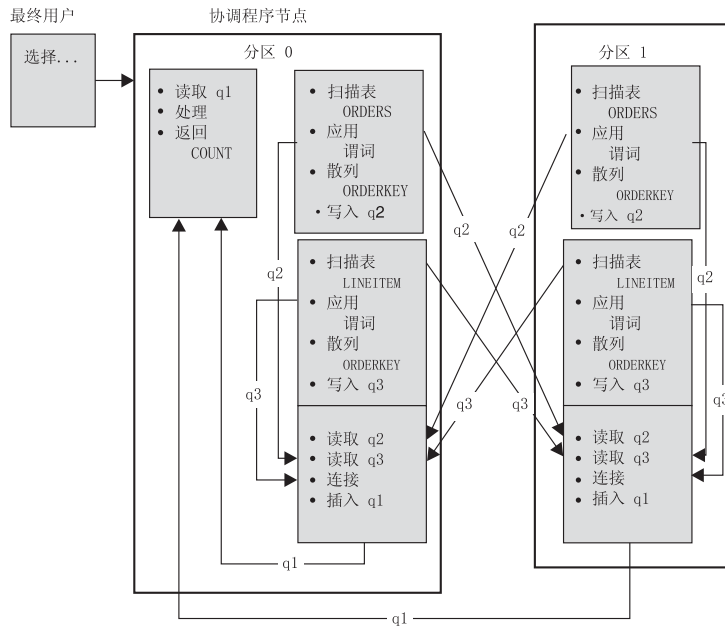 最终用户
协调程序节点
选择...
分区 0
• 读取 q1
• 处理
• 返回
COUNT
• 扫描表
ORDERS
• 应用
谓词
• 散列
ORDERKEY
• 写入 q2
• 扫描表
LINEITEM
• 应用
谓词
• 散列
ORDERKEY
• 写入 q3
• 读取 q2
• 读取 q3
• 连接
• 插入 q1
q2
q3
q1
q2
q2
q3
q3
分区 1
• 扫描表
ORDERS
• 应用
谓词
• 散列
ORDERKEY
• 写入 q2
• 扫描表
LINEITEM
• 应用
谓词
• 散列
ORDERKEY
• 写入 q3
• 读取 q2
• 读取 q3
• 连接
• 插入 q1
q2
q3
q1